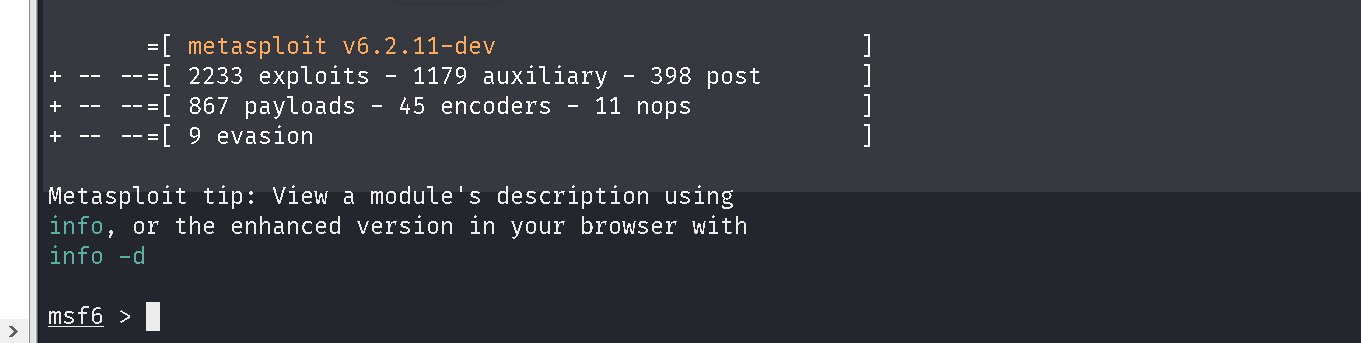 =[ metasploit v6.2.11-dev ]
+ -- --=[ 2233 exploits - 1179 auxiliary - 398 post ]
+ -- --=[ 867 payloads - 45 encoders - 11 nops ]
+ -- --=[ 9 evasion ]
Metasploit tip: View a module's description using
info, or the enhanced version in your browser with
info -d
msf6 >